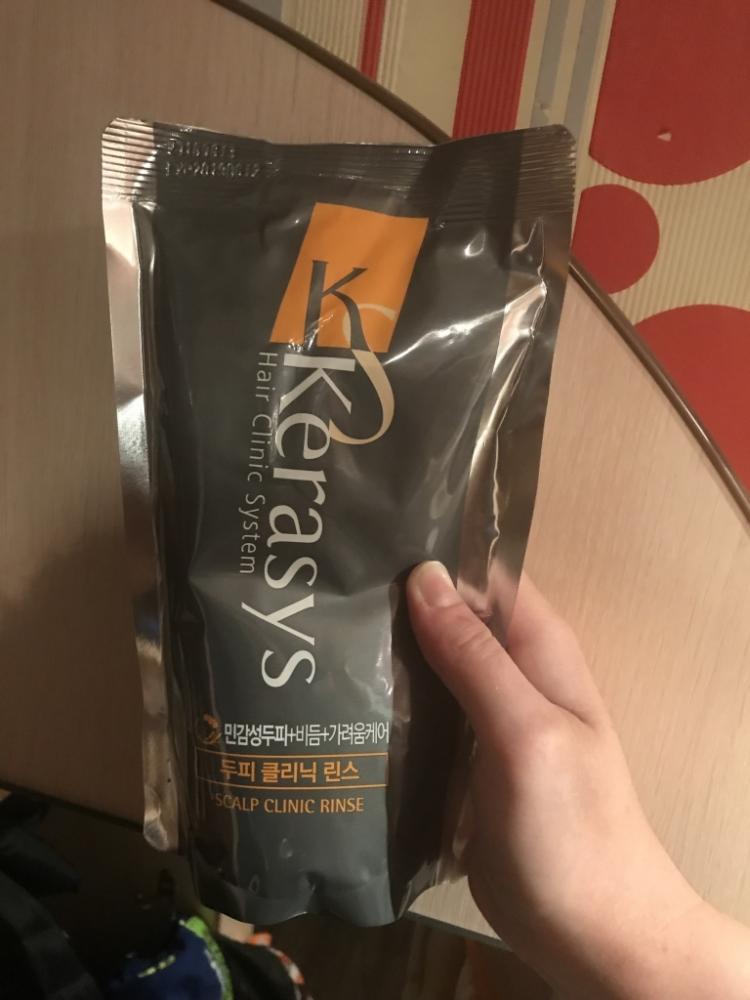 K
Kerasys
Hair Clinic System
민감성두피+비듬+가려움케어
두피 클리닉 린스
SCALP CLINIC RINSE